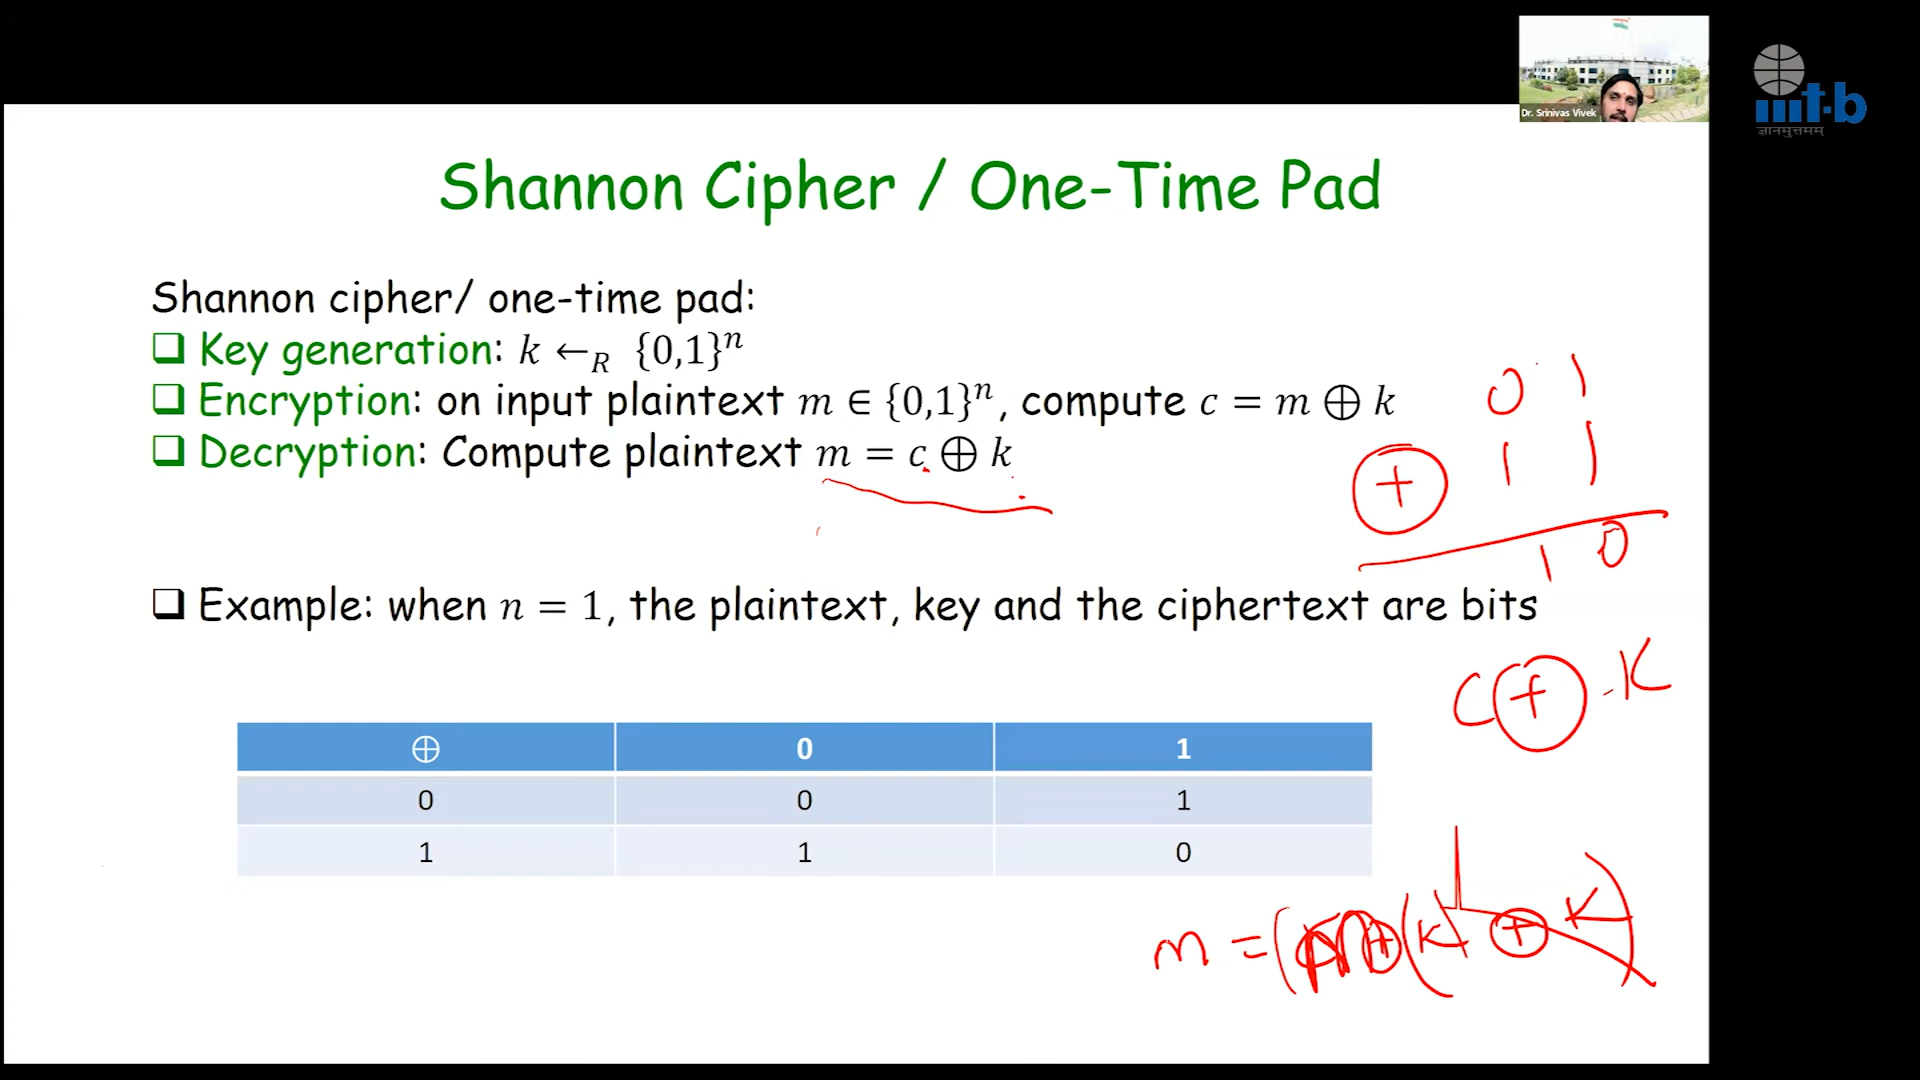 Dr. Srinivas Vivek
iiit-b
ज्ञानमुत्तमम्
Shannon Cipher / One-Time Pad
Shannon cipher/ one-time pad:
❑ Key generation: k ←_R {0,1}ⁿ
❑ Encryption: on input plaintext m ∈ {0,1}ⁿ, compute c = m ⊕ k
❑ Decryption: Compute plaintext m = c ⊕ k
0 1
⊕ 1 1
1 0
❑ Example: when n = 1, the plaintext, key and the ciphertext are bits
C ⊕ K
⊕ 0 1
0 0 1
1 1 0
m = (m ⊕ (K ⊕ K)